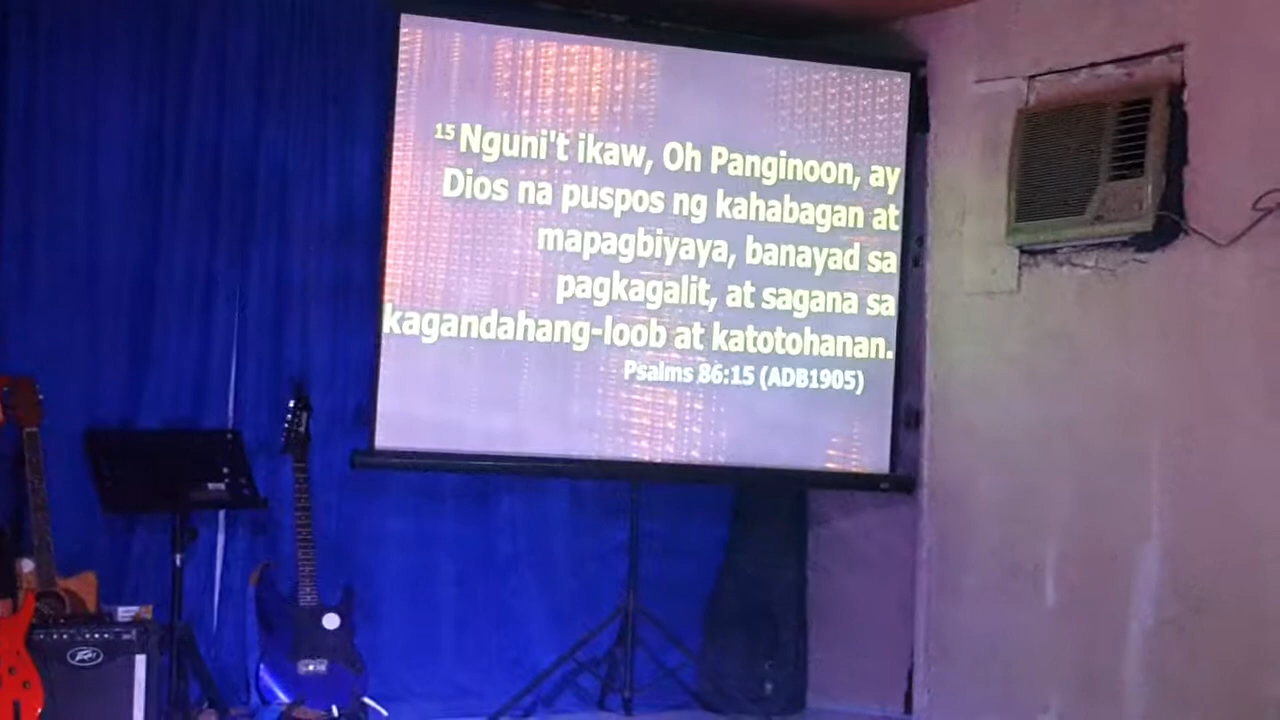 15 Nguni't ikaw, Oh Panginoon, ay
Dios na puspos ng kahabagan at
mapagbiyaya, banayad sa
pagkagalit, at sagana sa
kagandahang-loob at katotohanan.
Psalms 86:15 (ADB1905)
Peavey